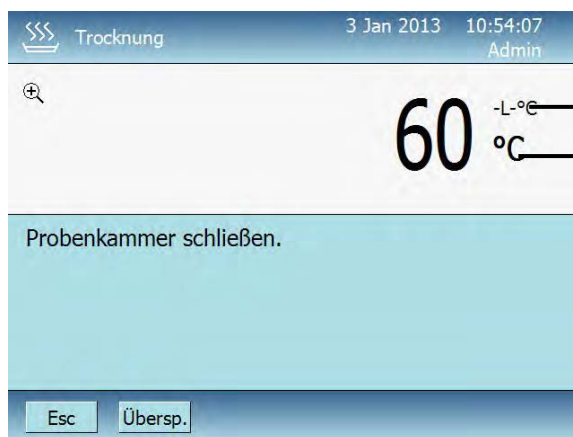 Trocknung
3 Jan 2013 10:54:07
Admin
60 -L-°C
°C
Probenkammer schließen.
Esc Übersp.